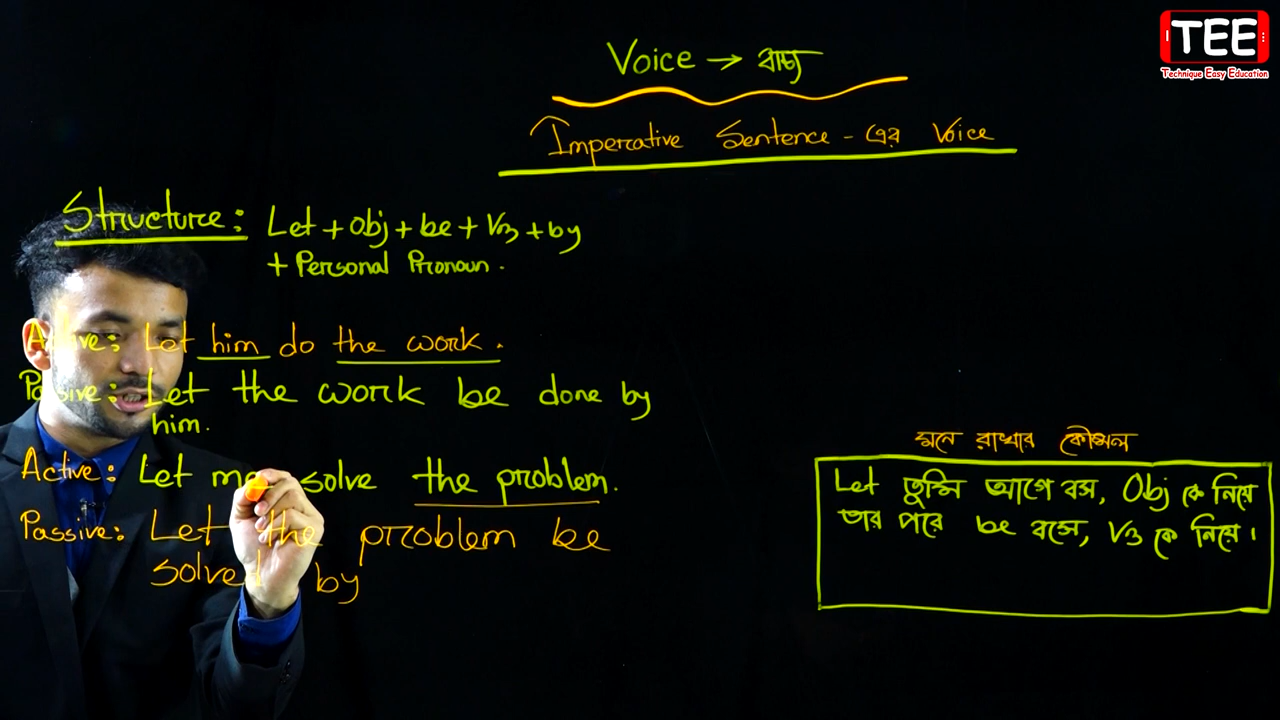 TEE
Technique Easy Education
Voice → বাচ্য
Imperative Sentence - এর Voice
Structure: Let + Obj + be + V3 + by
+ Personal Pronoun.
Active: Let him do the work.
Passive: Let the work be done by
him.
Active: Let me solve the problem.
Passive: Let the problem be
solved by
মনে রাখার কৌশল
Let তুমি আগে বস, Obj কে নিয়ে
তার পরে be বসে, V3 কে নিয়ে।